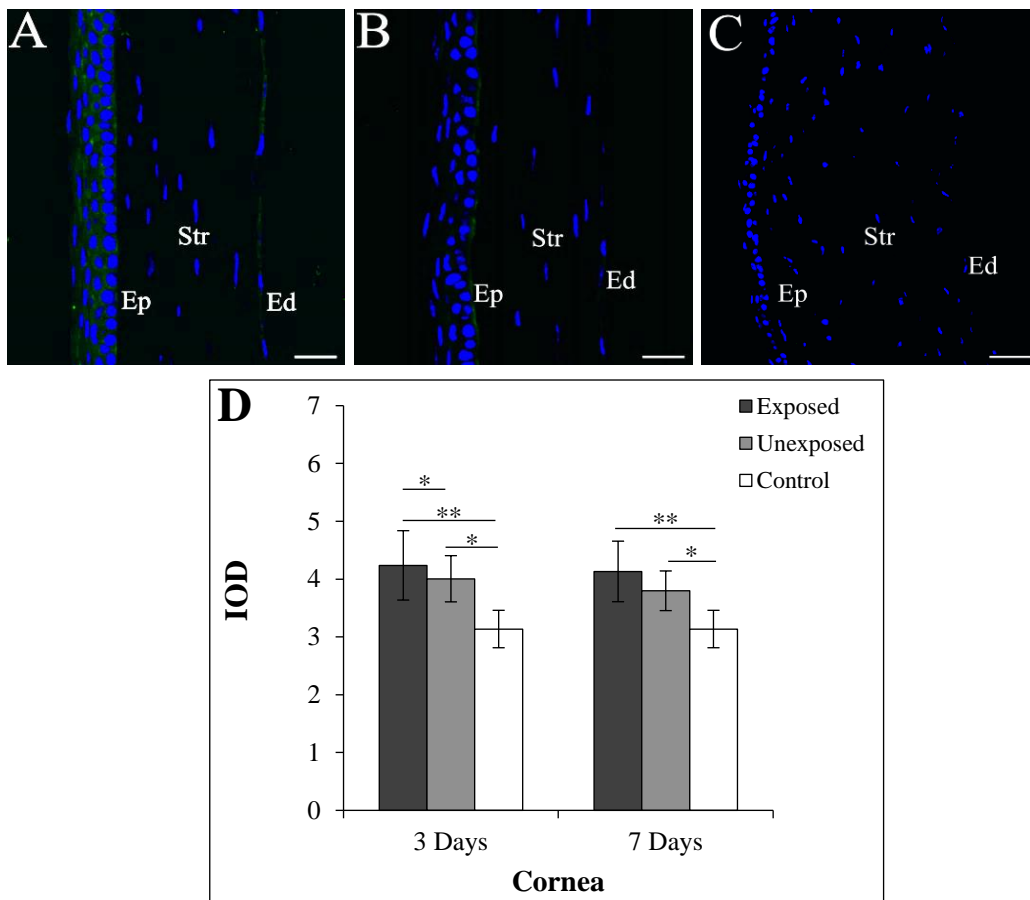 A
B
C
Str
Str
Str
Ep
Ed
Ep
Ed
Ep
Ed
D
7
6
5
4
3
2
1
0
IOD
Exposed
Unexposed
Control
*
**
*
**
*
3 Days
7 Days
Cornea